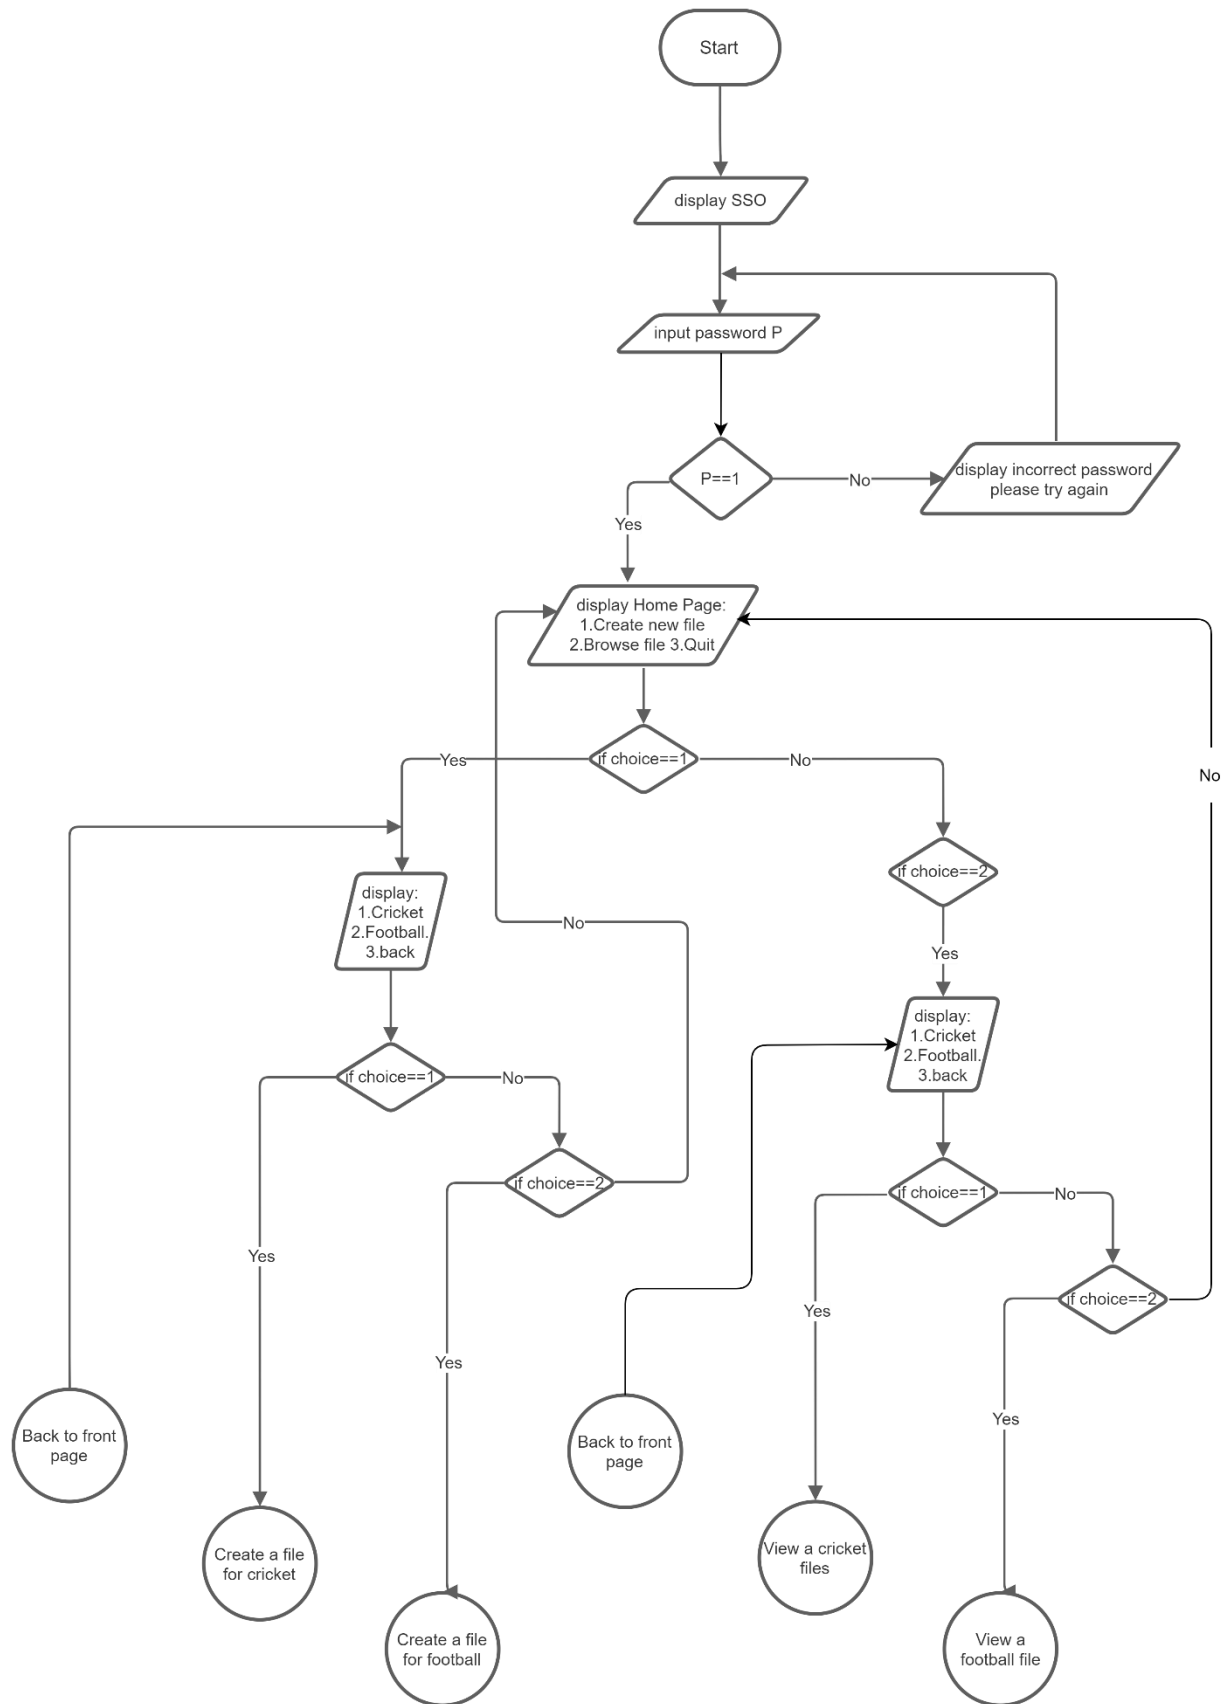 Start
display SSO
input password P
P==1
No
display incorrect password
please try again
Yes
display Home Page:
1.Create new file
2.Browse file 3.Quit
if choice==1
Yes
No
No
if choice==2
display:
1.Cricket
2.Football.
3.back
No
Yes
display:
1.Cricket
2.Football.
3.back
if choice==1
No
if choice==2
if choice==1
No
Yes
if choice==2
Yes
Yes
Yes
Back to front
page
Back to front
page
Create a file
for cricket
View a cricket
files
Create a file
for football
View a
football file